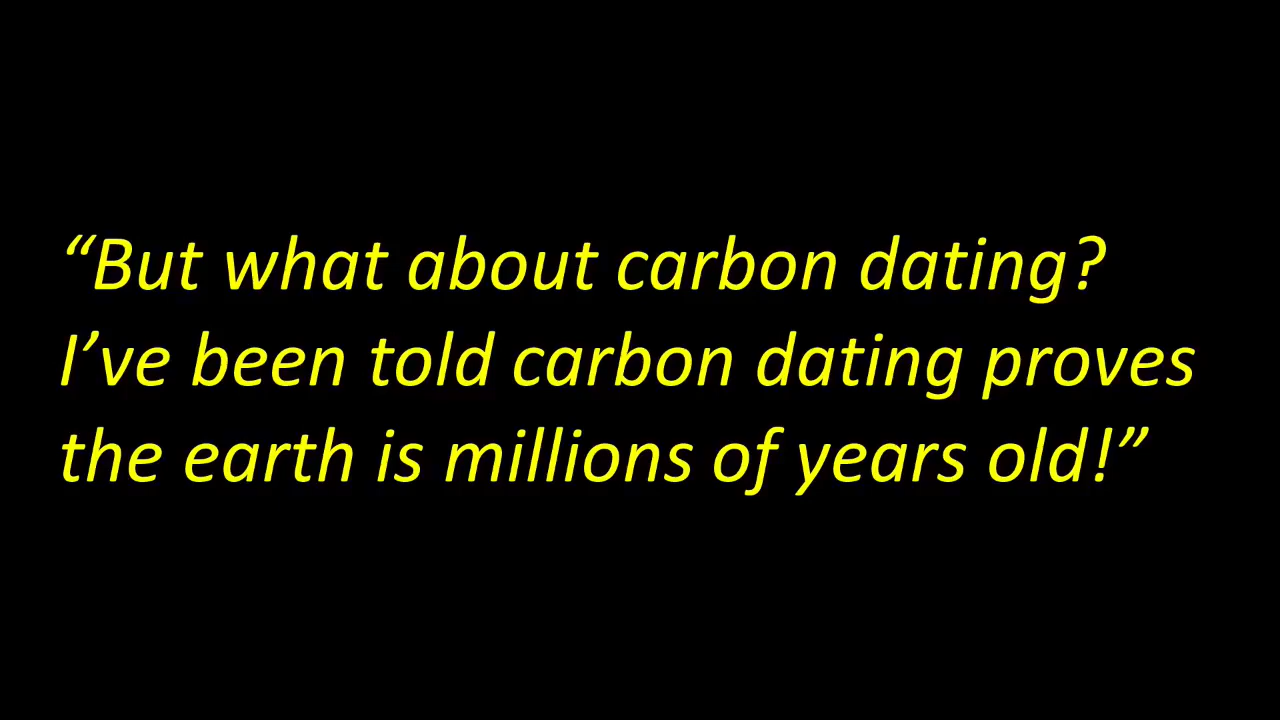 “But what about carbon dating?
I’ve been told carbon dating proves
the earth is millions of years old!”